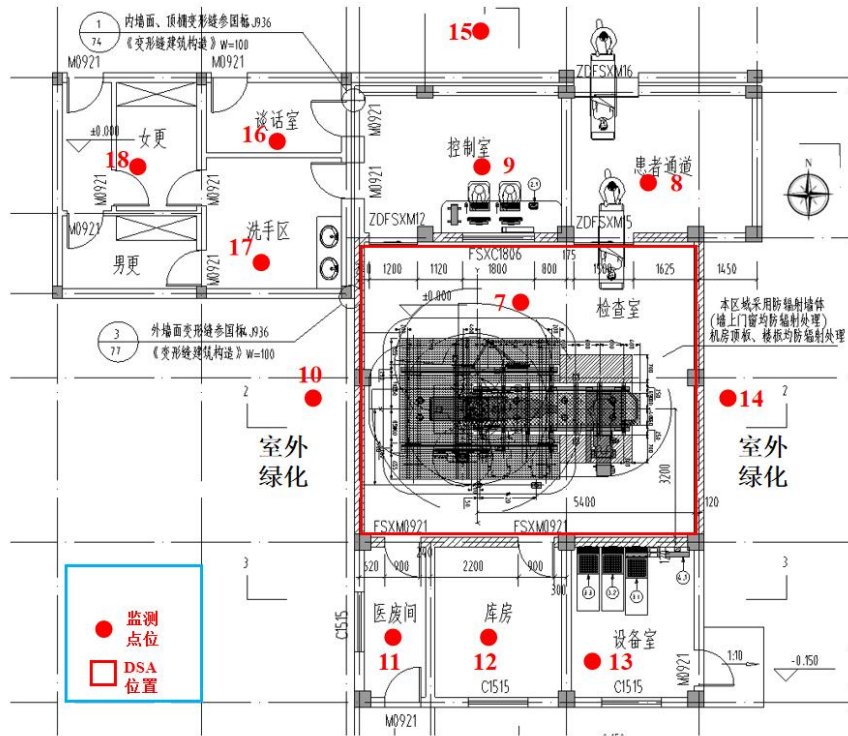 1
74
内墙面、顶棚变形缝参国标J936
《变形缝建筑构造》W=100
15
ZDFSXM16
M0921
M0921
女更
±0.000
18
谈话室
16
M0921
控制室
9
患者通道
8
N
M0921
M0921
M0921
洗手区
17
男更
M0921
ZDFSXM12
ZDFSXM15
FSXC1806
175
1200
1120
1800
800
1500
1625
1450
±0.000
7
检查室
本区域采用防辐射墙体
(墙上门窗均防辐射处理)
机房顶板、楼板均防辐射处理
3
77
外墙面变形缝参国标J936
《变形缝建筑构造》W=100
10
14
2
2
室外
绿化
室外
绿化
3200
5400
120
FSXM0921
FSXM0921
3
3
620
900
2200
900
300
C1515
医废间
11
库房
12
设备室
13
M0921
1:10
-0.150
C1515
C1515
M0921
监测
点位
DSA
位置